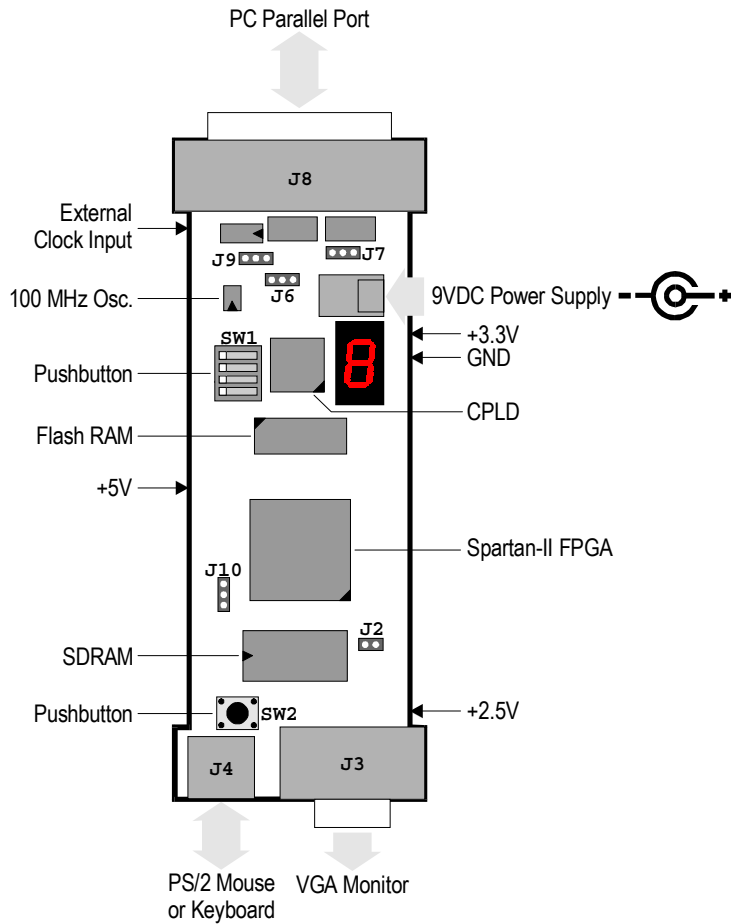 PC Parallel Port
J8
External
Clock Input
J9
J7
J6
100 MHz Osc.
9VDC Power Supply - +
SW1
+3.3V
GND
8
Pushbutton
CPLD
Flash RAM
+5V
Spartan-II FPGA
J10
J2
SDRAM
Pushbutton
SW2
+2.5V
J4
J3
PS/2 Mouse
or Keyboard
VGA Monitor